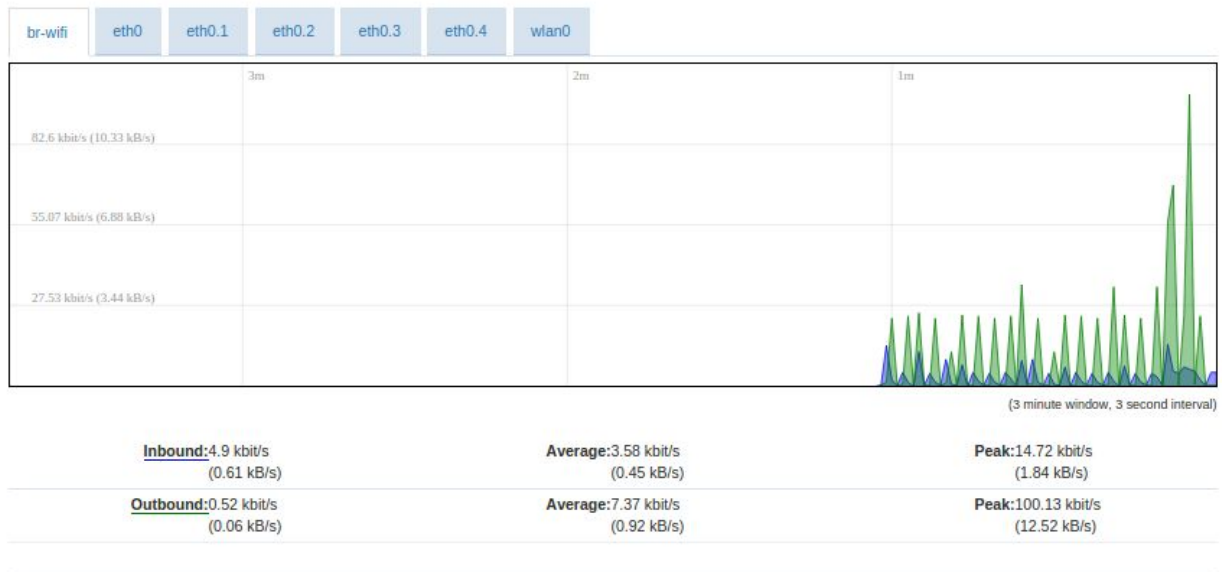 br-wifi eth0 eth0.1 eth0.2 eth0.3 eth0.4 wlan0
3m 2m 1m
82.6 kbit/s (10.33 kB/s)
55.07 kbit/s (6.88 kB/s)
27.53 kbit/s (3.44 kB/s)
(3 minute window, 3 second interval)
Inbound:4.9 kbit/s Average:3.58 kbit/s Peak:14.72 kbit/s
(0.61 kB/s) (0.45 kB/s) (1.84 kB/s)
Outbound:0.52 kbit/s Average:7.37 kbit/s Peak:100.13 kbit/s
(0.06 kB/s) (0.92 kB/s) (12.52 kB/s)